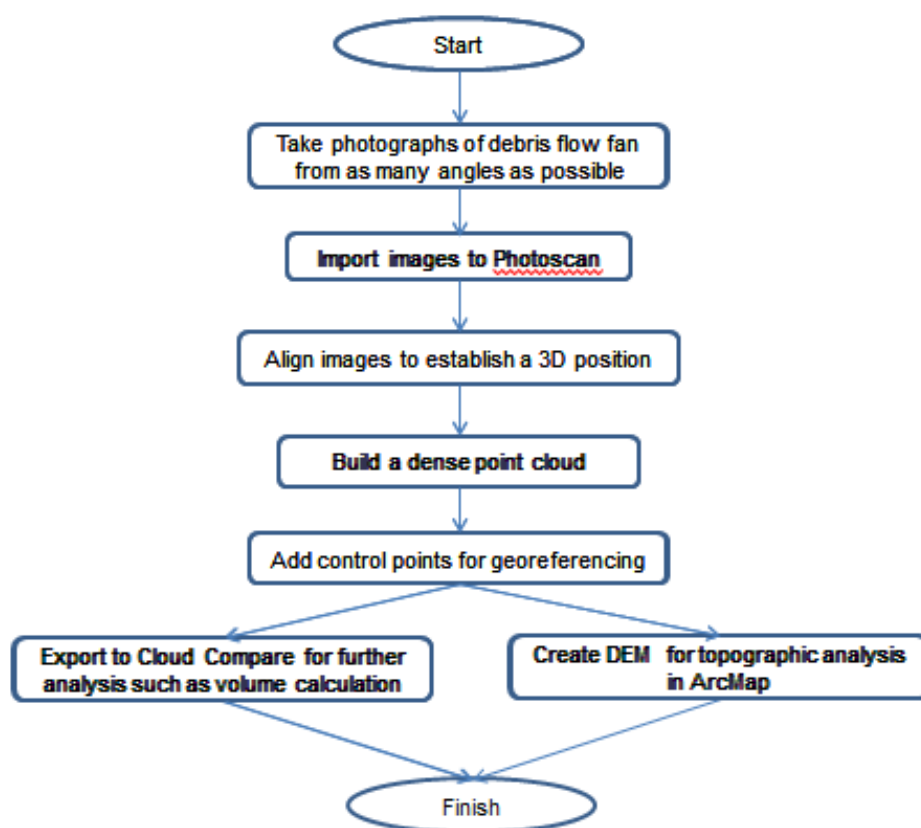 Start
Take photographs of debris flow fan
from as many angles as possible
Import images to Photoscan
Align images to establish a 3D position
Build a dense point cloud
Add control points for georeferencing
Export to Cloud Compare for further
analysis such as volume calculation
Create DEM for topographic analysis
in ArcMap
Finish